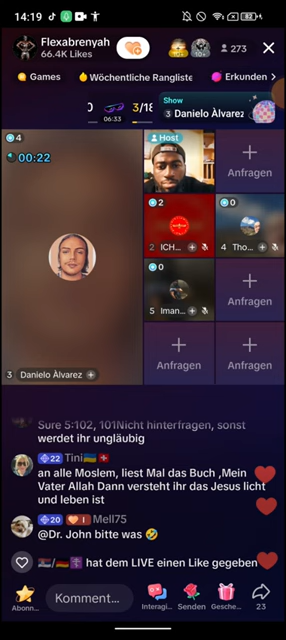 14:19
82
Flexabrenyah
66.4K Likes
273
Games
Wöchentliche Rangliste
Erkunden
06:33
3/18
Show
3 Danielo Àlvarez
4
00:22
Host
Anfragen
2
0
2 ICH...
4 Tho...
0
Anfragen
5 Iman...
3 Danielo Àlvarez
Anfragen
Anfragen
Sure 5:102, 101Nicht hinterfragen, sonst
werdet ihr ungläubig
22 Tini🇺🇦🇨🇭
an alle Moslem, liest Mal das Buch ,Mein
Vater Allah Dann versteht ihr das Jesus licht
und leben ist
20 I Mell75
@Dr. John bitte was 🤣
🇷🇸/🇩🇪☦️ hat dem LIVE einen Like gegeben
Abonn...
Komment...
Interagi...
Senden
Gesche...
23